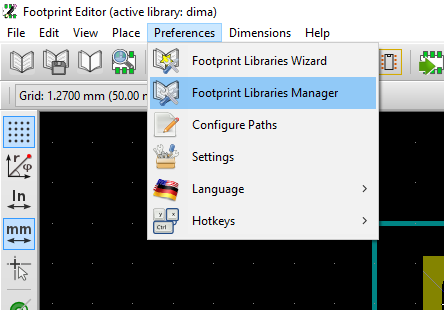 Footprint Editor (active library: dima)
File Edit View Place Preferences Dimensions Help
Footprint Libraries Wizard
Grid: 1.2700 mm (50.00 m
Footprint Libraries Manager
Configure Paths
Settings
Language
Hotkeys
y x
Ctrl
r
In
mm